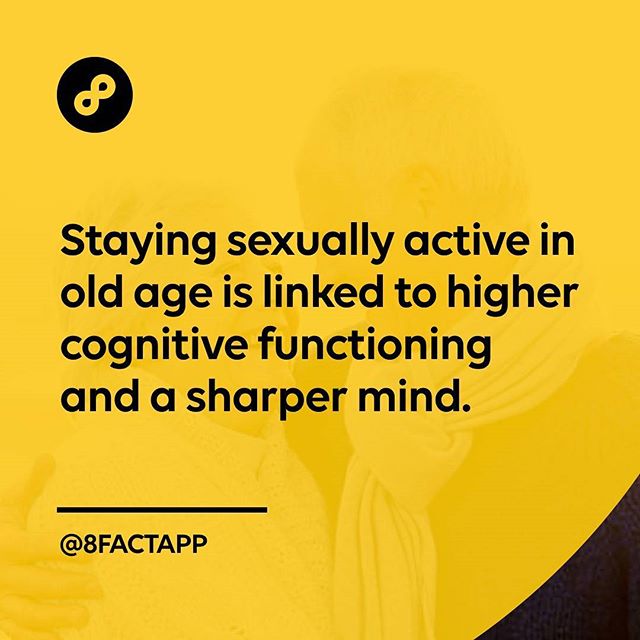 Staying sexually active in
old age is linked to higher
cognitive functioning
and a sharper mind.
@8FACTAPP